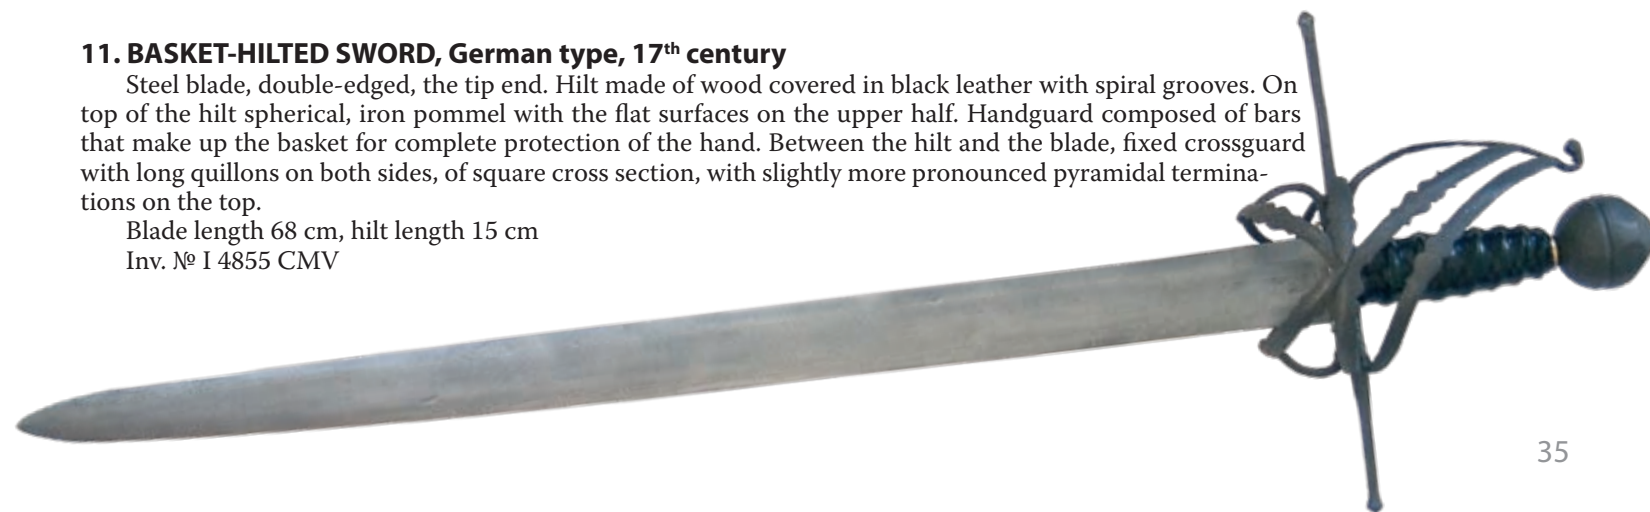 11. BASKET-HILTED SWORD, German type, 17th century
Steel blade, double-edged, the tip end. Hilt made of wood covered in black leather with spiral grooves. On
top of the hilt spherical, iron pommel with the flat surfaces on the upper half. Handguard composed of bars
that make up the basket for complete protection of the hand. Between the hilt and the blade, fixed crossguard
with long quillons on both sides, of square cross section, with slightly more pronounced pyramidal termina-
tions on the top.
Blade length 68 cm, hilt length 15 cm
Inv. № I 4855 CMV
35